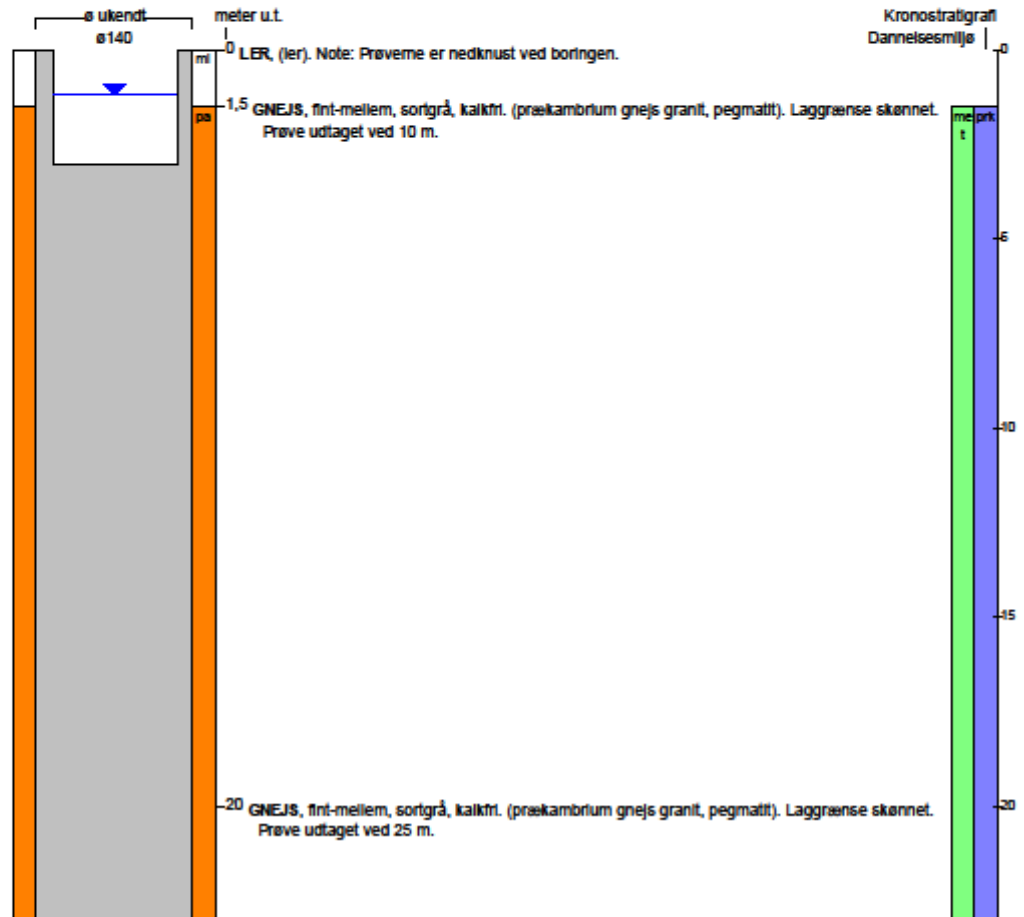 ø ukendt
ø140
meter u.t.
Kronostratigrafi
Dannelsesmiljø
0
ml
LER, (ler). Note: Prøverne er nedknust ved boringen.
0
1,5
pa
GNEJS, fint-mellem, sortgrå, kalkfri. (prækambrium gnejs granit, pegmatit). Laggrænse skønnet.
Prøve udtaget ved 10 m.
me
t
prk
5
10
15
20
GNEJS, fint-mellem, sortgrå, kalkfri. (prækambrium gnejs granit, pegmatit). Laggrænse skønnet.
Prøve udtaget ved 25 m.
20